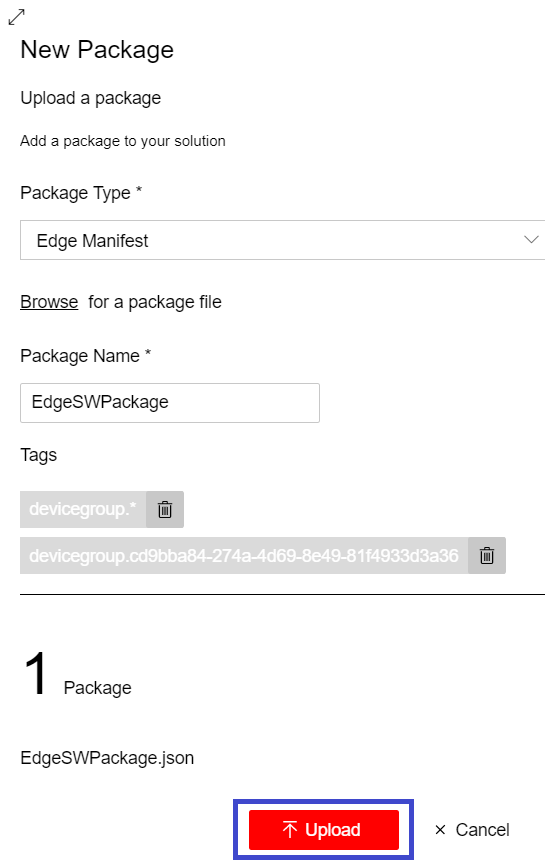 New Package
Upload a package
Add a package to your solution
Package Type *
Edge Manifest
Browse for a package file
Package Name *
EdgeSWPackage
Tags
devicegroup.*
devicegroup.cd9bba84-274a-4d69-8e49-81f4933d3a36
1 Package
EdgeSWPackage.json
Upload Cancel